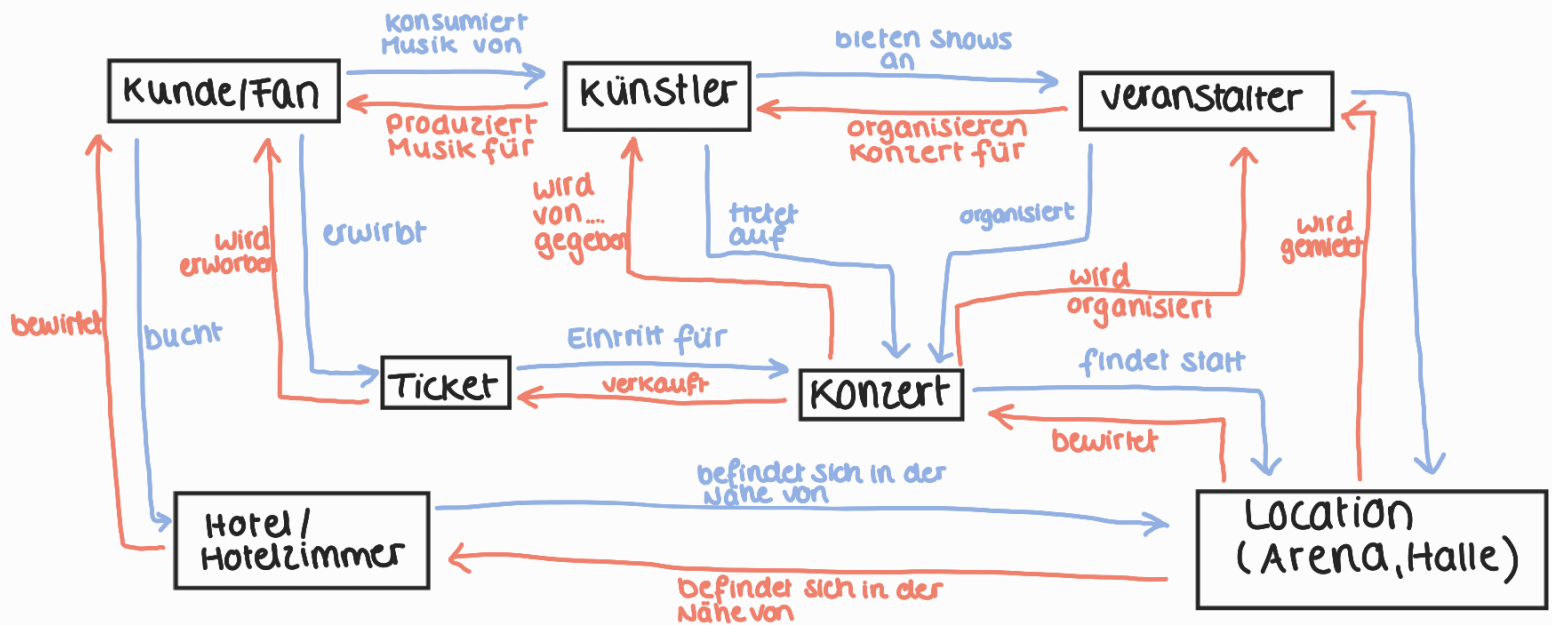 konsumiert
Musik von
bieten Shows
an
Kunde/Fan
Künstler
Veranstalter
Produziert
Musik für
organisieren
Konzert für
wird
von....
gegeben
tretet
auf
organisiert
wird
gemietet
erwirbt
wird
erworben
wird
organisiert
bewirtet
bucht
Eintritt für
findet statt
Ticket
verkauft
Konzert
bewirtet
befindet sich in der
Nähe von
Hotel/
Hotelzimmer
Location
(Arena, Halle)
befindet sich in der
Nähe von